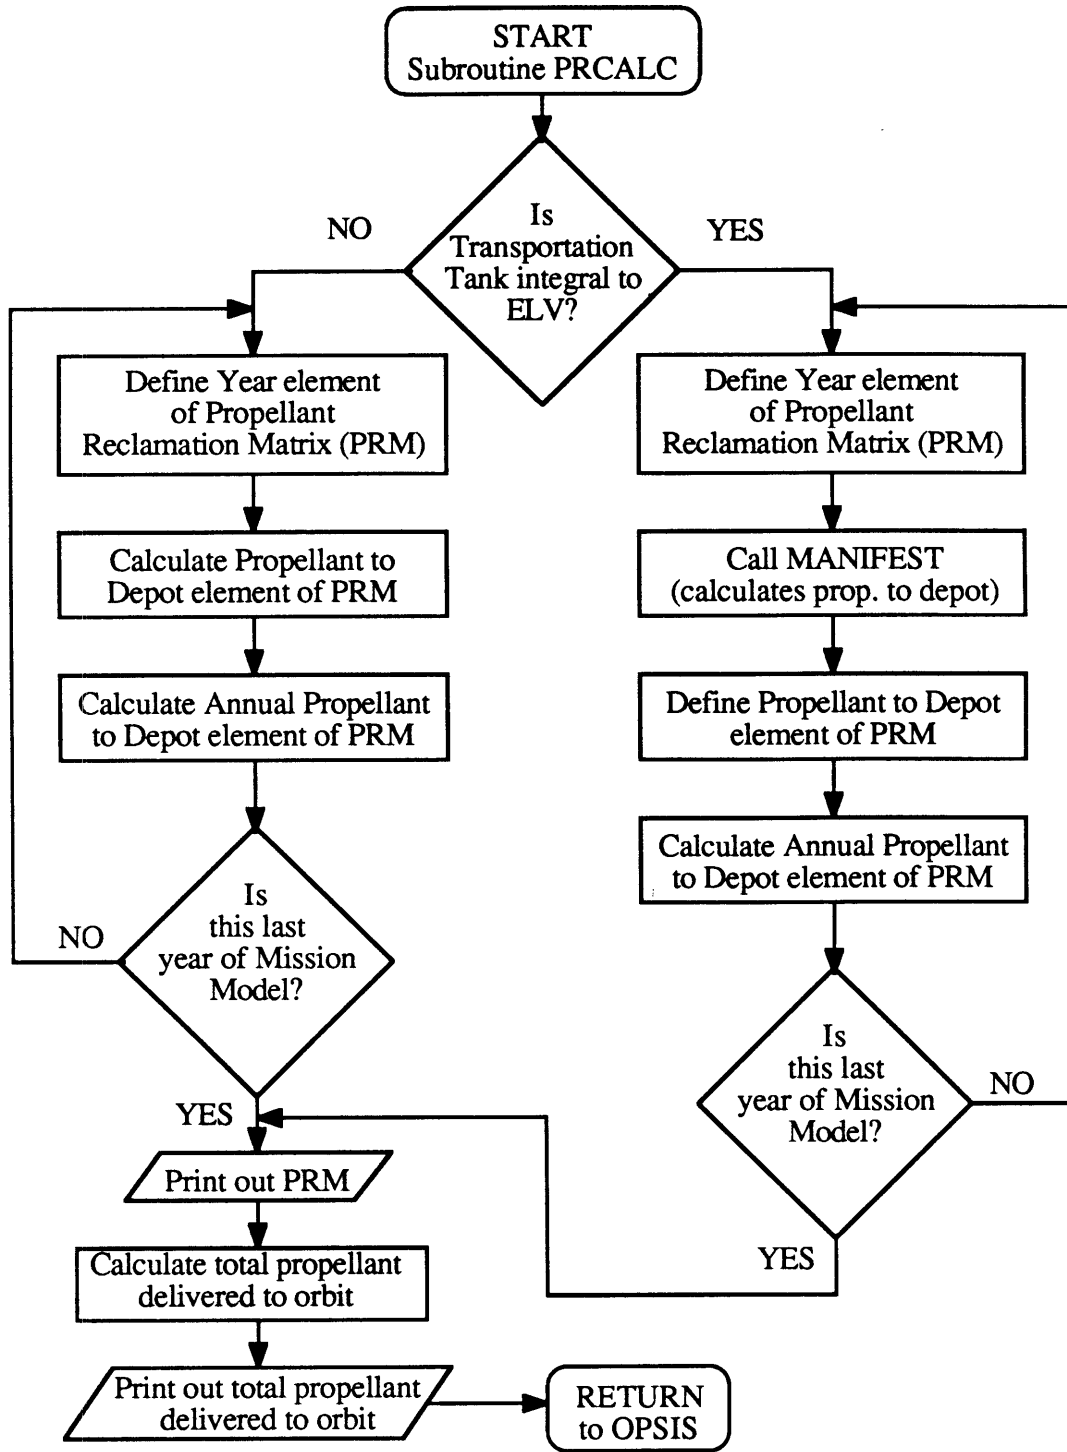 START
Subroutine PRCALC
Is
Transportation
Tank integral to
ELV?
NO
YES
Define Year element
of Propellant
Reclamation Matrix (PRM)
Calculate Propellant to
Depot element of PRM
Calculate Annual Propellant
to Depot element of PRM
Is
this last
year of Mission
Model?
NO
YES
Define Year element
of Propellant
Reclamation Matrix (PRM)
Call MANIFEST
(calculates prop. to depot)
Define Propellant to Depot
element of PRM
Calculate Annual Propellant
to Depot element of PRM
Is
this last
year of Mission
Model?
NO
YES
Print out PRM
Calculate total propellant
delivered to orbit
Print out total propellant
delivered to orbit
RETURN
to OPSIS